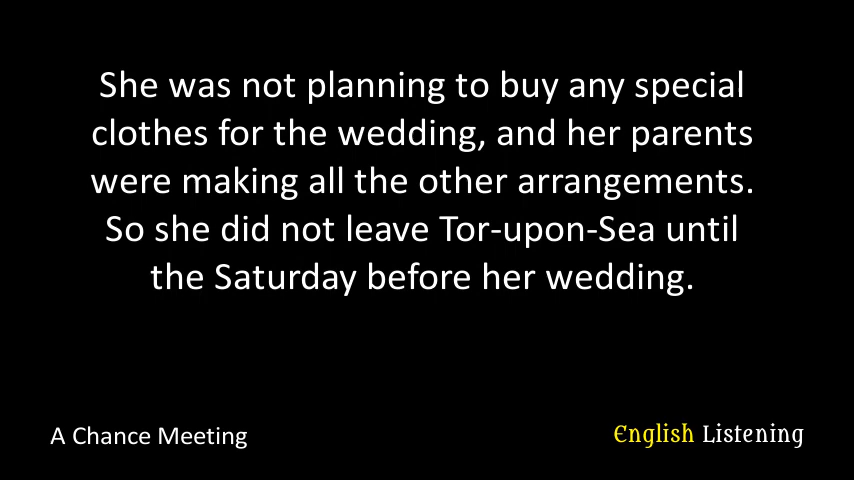 She was not planning to buy any special
clothes for the wedding, and her parents
were making all the other arrangements.
So she did not leave Tor-upon-Sea until
the Saturday before her wedding.
A Chance Meeting
English Listening